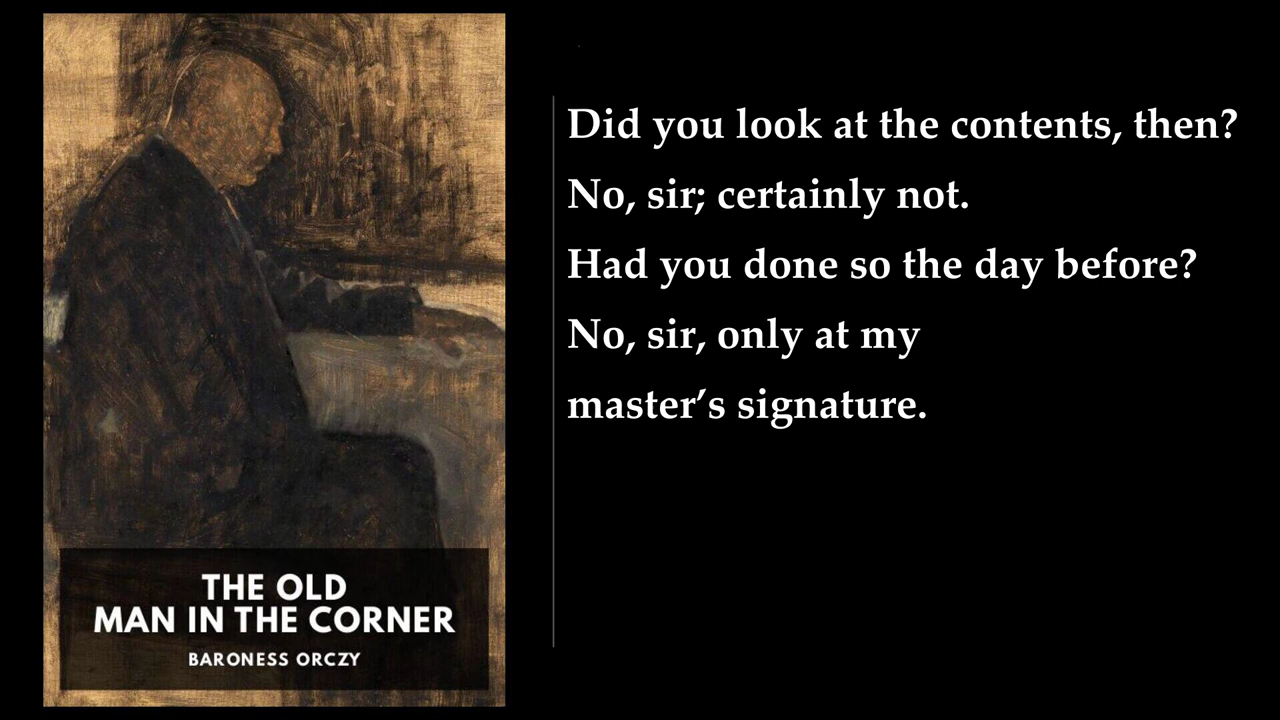 THE OLD
MAN IN THE CORNER
BARONESS ORCZY
Did you look at the contents, then?
No, sir; certainly not.
Had you done so the day before?
No, sir, only at my
master’s signature.